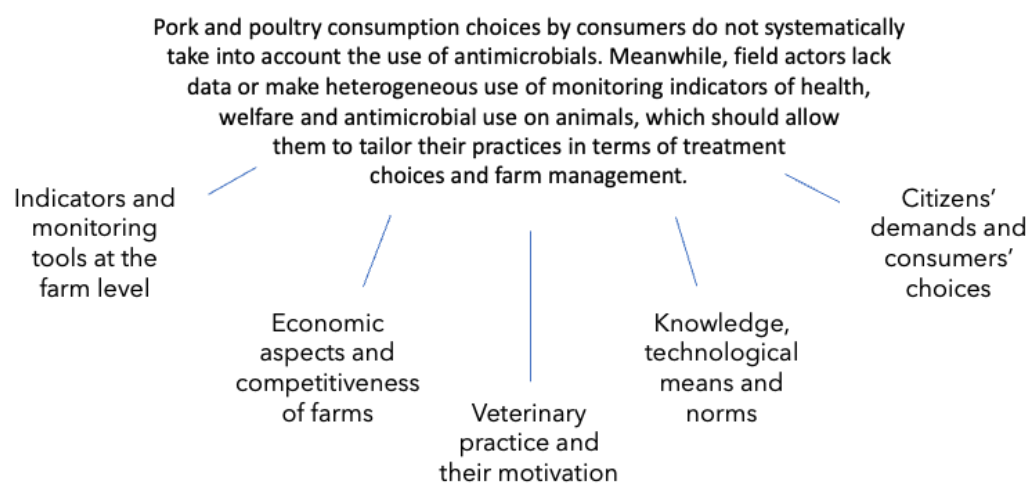 Pork and poultry consumption choices by consumers do not systematically
take into account the use of antimicrobials. Meanwhile, field actors lack
data or make heterogeneous use of monitoring indicators of health,
welfare and antimicrobial use on animals, which should allow
them to tailor their practices in terms of treatment
choices and farm management.
Indicators and
monitoring
tools at the
farm level
Economic
aspects and
competitiveness
of farms
Veterinary
practice and
their motivation
Knowledge,
technological
means and
norms
Citizens’
demands and
consumers’
choices